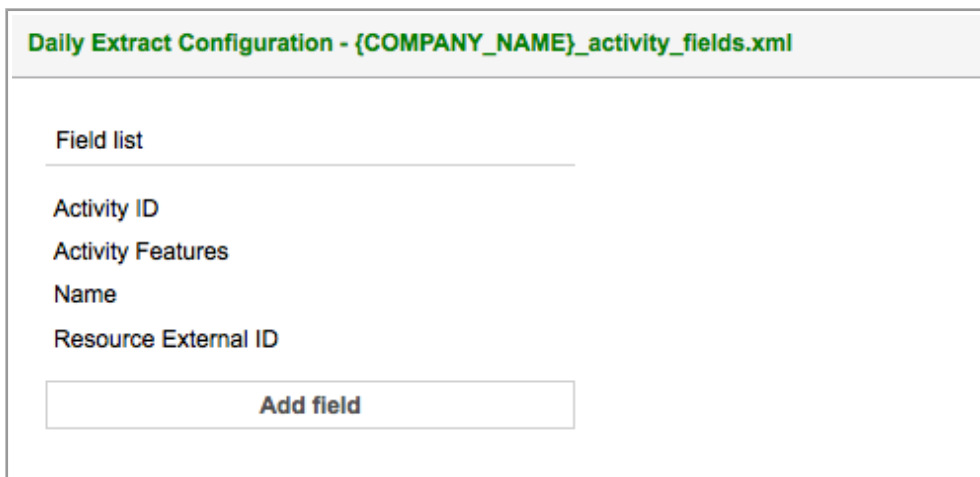 Daily Extract Configuration - {COMPANY_NAME}_activity_fields.xml
Field list
Activity ID
Activity Features
Name
Resource External ID
Add field